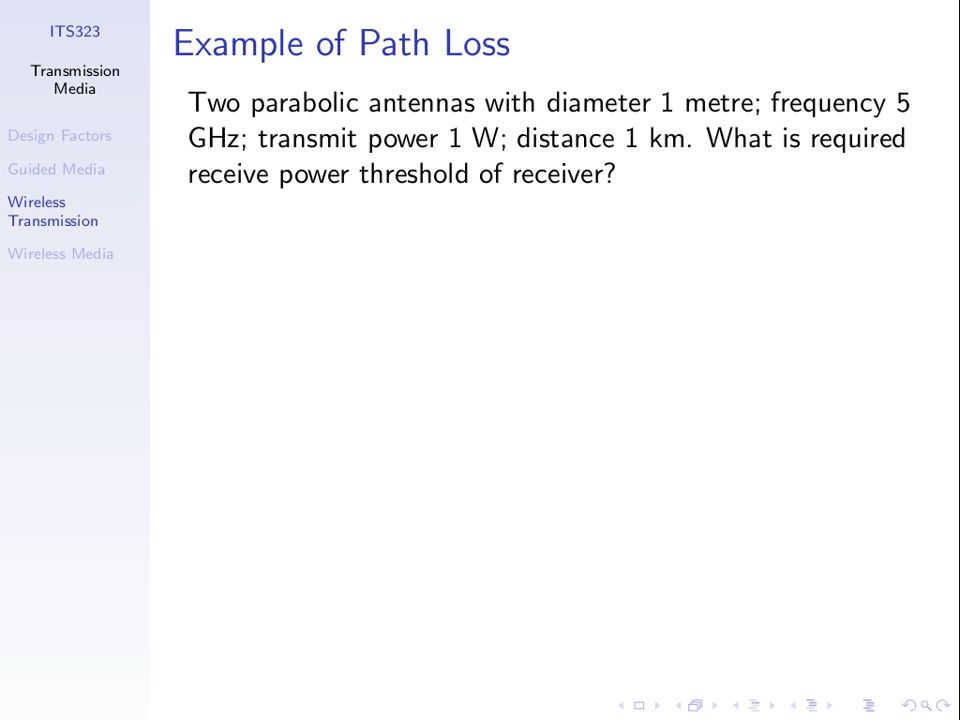 ITS323
Transmission
Media
Design Factors
Guided Media
Wireless
Transmission
Wireless Media
Example of Path Loss
Two parabolic antennas with diameter 1 metre; frequency 5
GHz; transmit power 1 W; distance 1 km. What is required
receive power threshold of receiver?